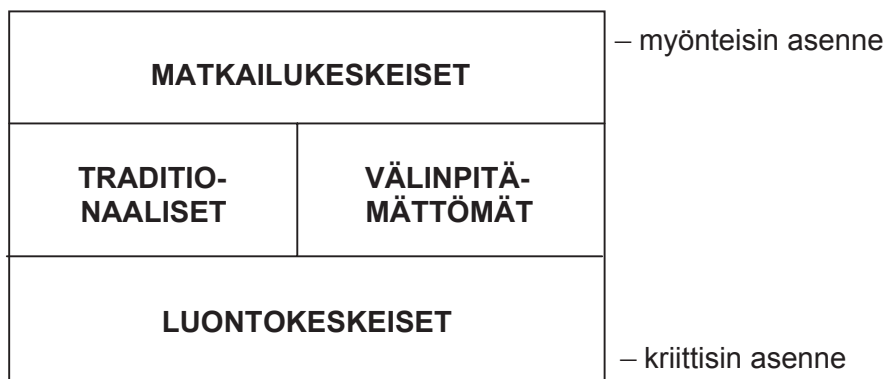 – myönteisin asenne
MATKAILUKESKEISET
TRADITIO-
NAALISET
VÄLINPITÄ-
MÄTTÖMÄT
LUONTOKESKEISET
– kriittisin asenne